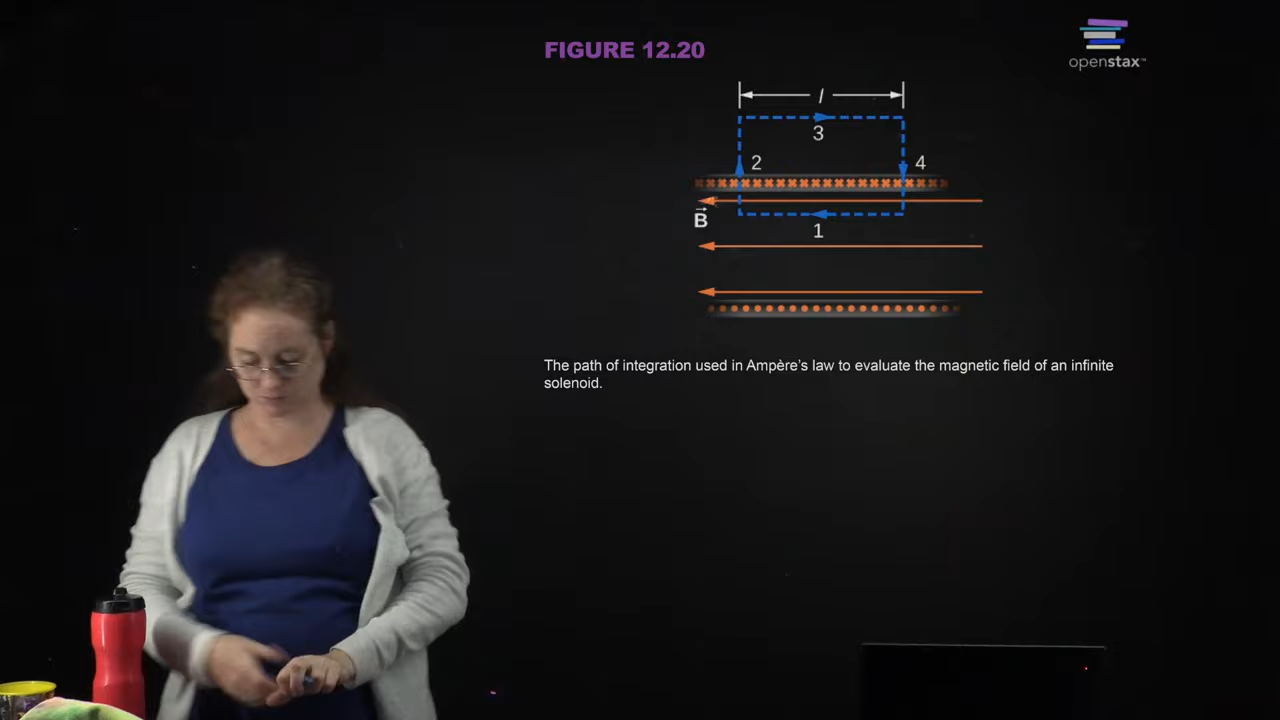 FIGURE 12.20
openstax™
l
3
2
4
B
1
The path of integration used in Ampère's law to evaluate the magnetic field of an infinite
solenoid.